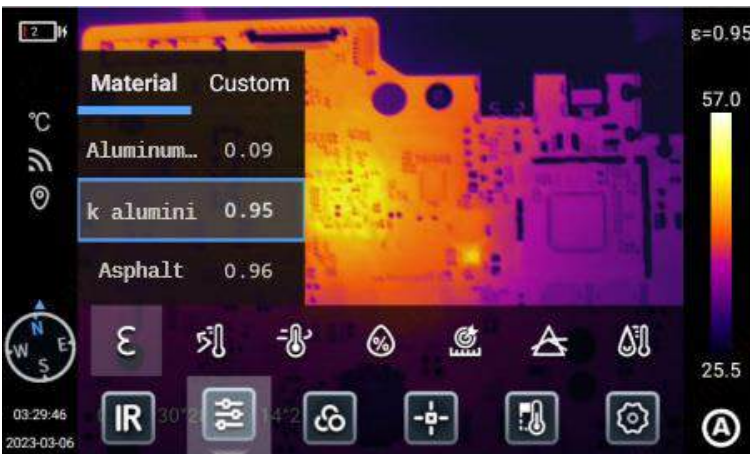 2
ε=0.95
Material Custom
57.0
°C
Aluminum… 0.09
k alumini 0.95
Asphalt 0.96
N
W E
S
ε
%
25.5
IR
03:29:46
2023-03-06
A